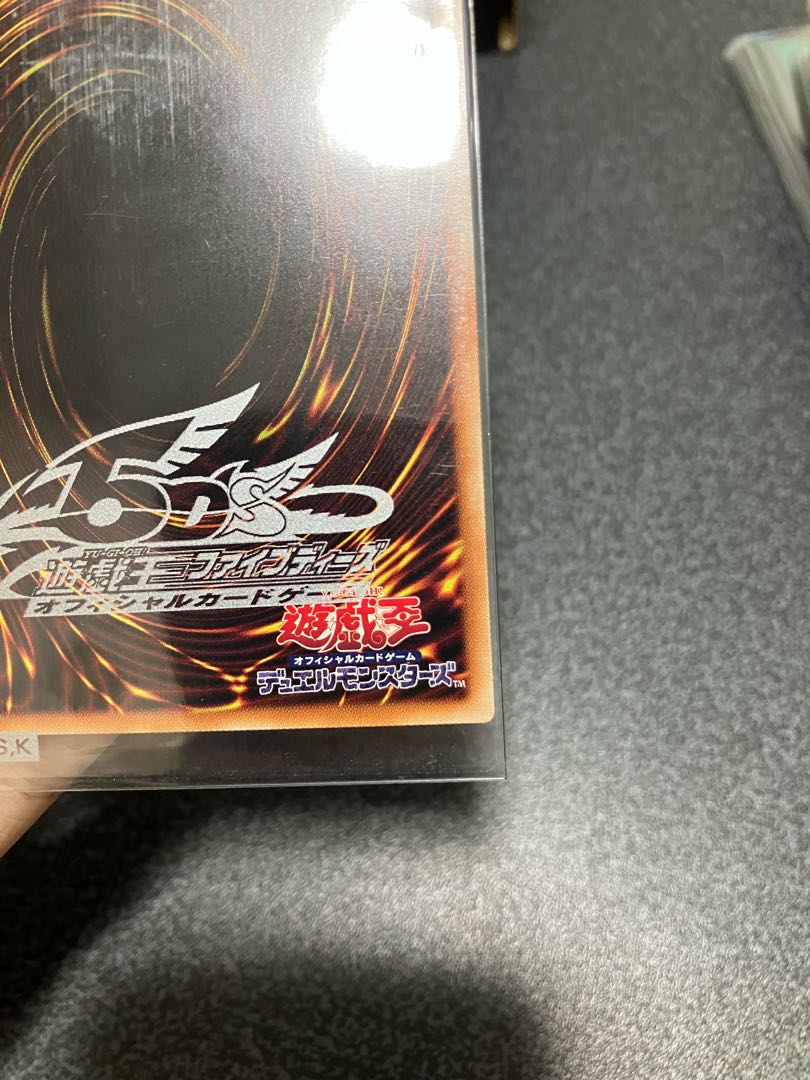 5D's
YU-GI-OH!
遊戯王 ファイブディーズ
オフィシャルカードゲー
遊戯王
オフィシャルカードゲーム
デュエルモンスターズ™
S,K